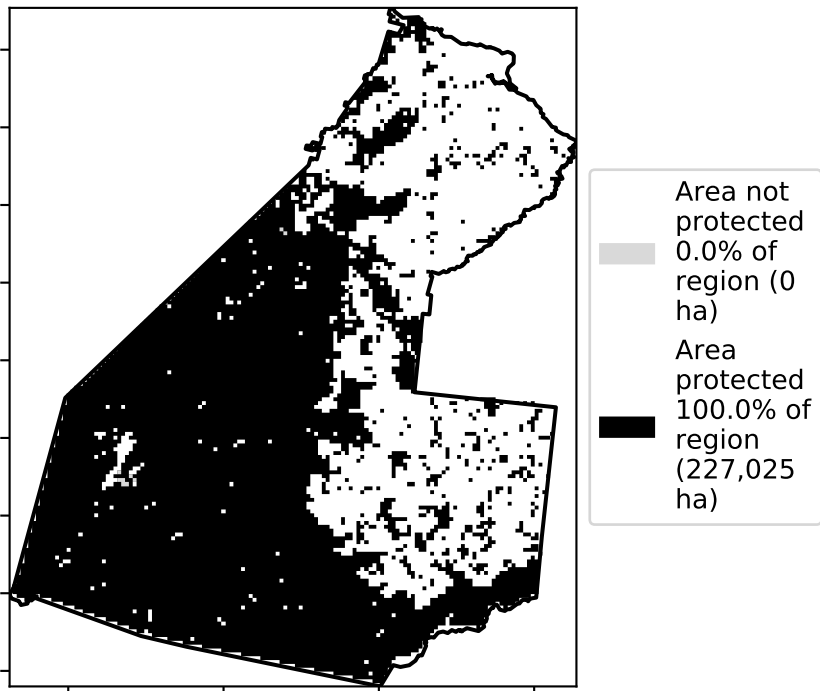 Area not
protected
0.0% of
region (0
ha)
Area
protected
100.0% of
region
(227,025
ha)